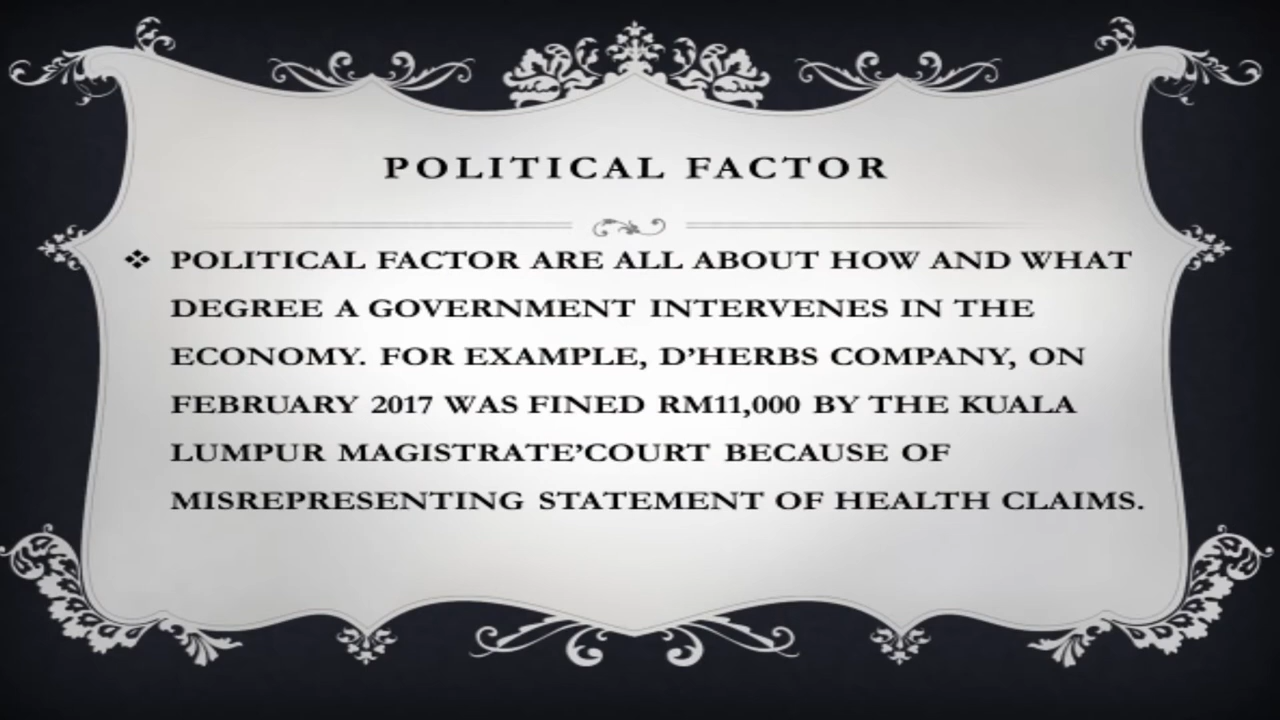 POLITICAL FACTOR
❖ POLITICAL FACTOR ARE ALL ABOUT HOW AND WHAT
DEGREE A GOVERNMENT INTERVENES IN THE
ECONOMY. FOR EXAMPLE, D’HERBS COMPANY, ON
FEBRUARY 2017 WAS FINED RM11,000 BY THE KUALA
LUMPUR MAGISTRATE’COURT BECAUSE OF
MISREPRESENTING STATEMENT OF HEALTH CLAIMS.